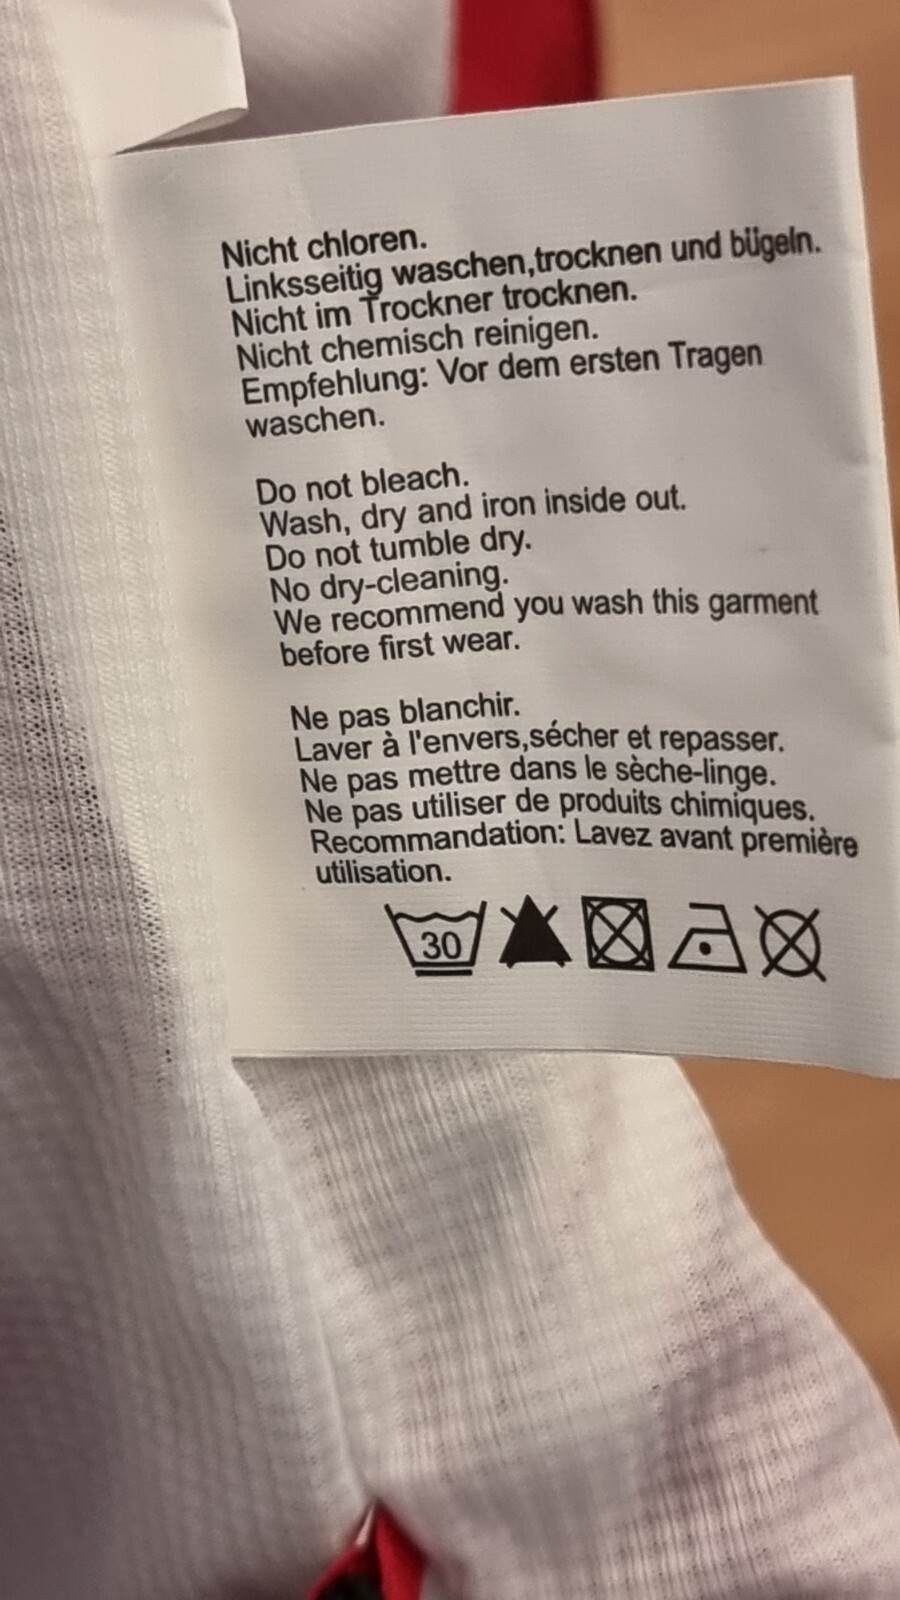 Nicht chloren.
Linksseitig waschen,trocknen und bügeln.
Nicht im Trockner trocknen.
Nicht chemisch reinigen.
Empfehlung: Vor dem ersten Tragen
waschen.
Do not bleach.
Wash, dry and iron inside out.
Do not tumble dry.
No dry-cleaning.
We recommend you wash this garment
before first wear.
Ne pas blanchir.
Laver à l'envers,sécher et repasser.
Ne pas mettre dans le sèche-linge.
Ne pas utiliser de produits chimiques.
Recommandation: Lavez avant première
utilisation.
30